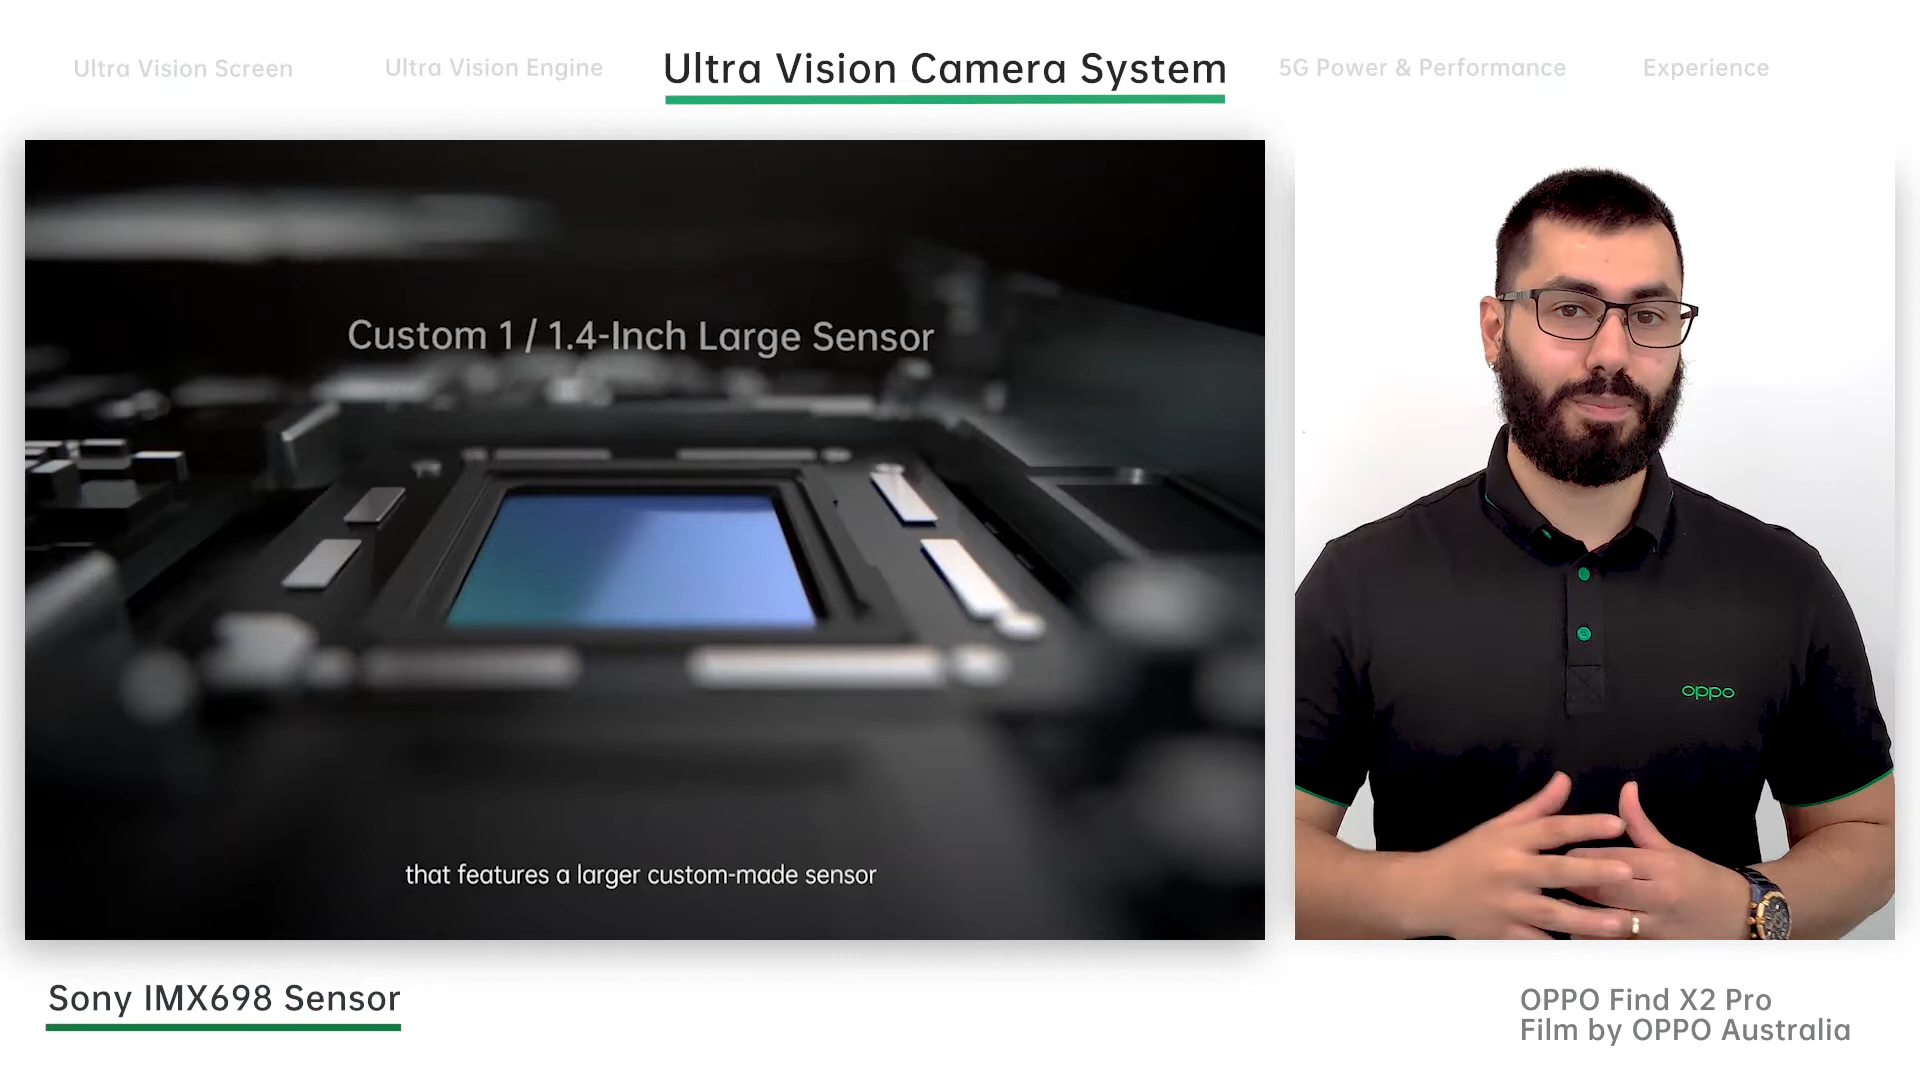 Ultra Vision Screen
Ultra Vision Engine
Ultra Vision Camera System
5G Power & Performance
Experience
Custom 1 / 1.4-Inch Large Sensor
that features a larger custom-made sensor
oppo
Sony IMX698 Sensor
OPPO Find X2 Pro
Film by OPPO Australia